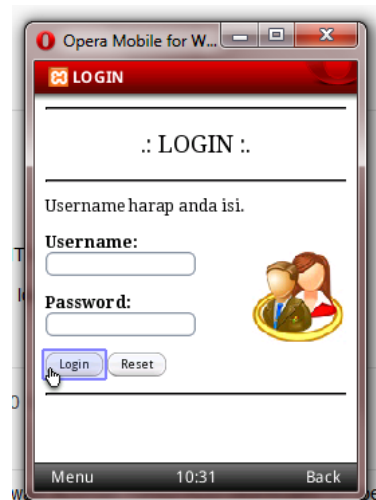 Opera Mobile for W...
LOGIN
.: LOGIN :.
Username harap anda isi.
Username:
Password:
Login Reset
Menu 10:31 Back